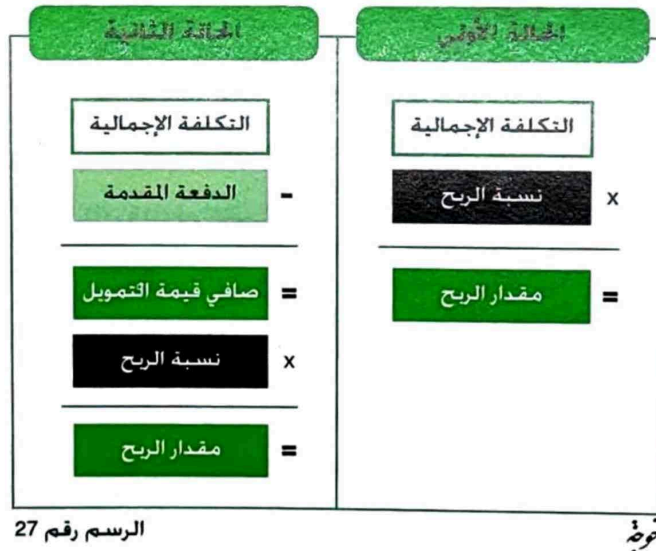 الحالة الأولى
التكلفة الإجمالية
x نسبة الربح
= مقدار الربح
الحالة الثانية
التكلفة الإجمالية
- الدفعة المقدمة
= صافي قيمة التمويل
x نسبة الربح
= مقدار الربح
الرسم رقم 27